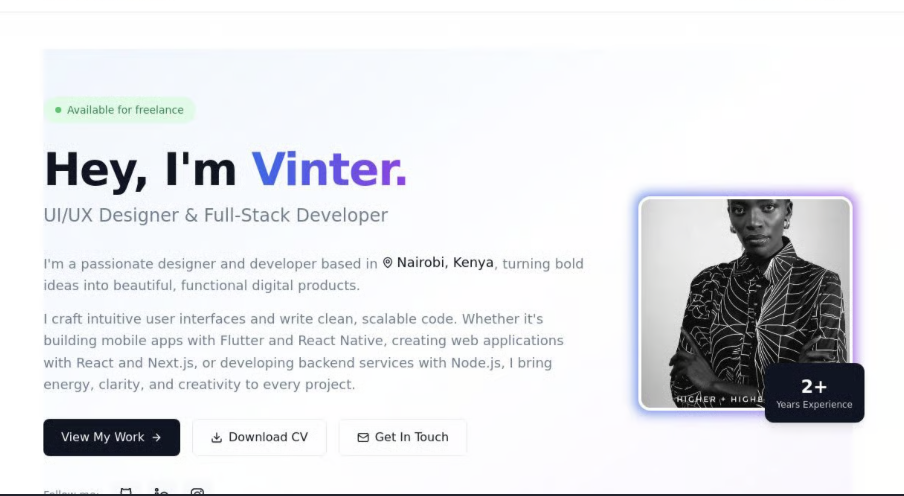 Available for freelance
Hey, I'm Vinter.
UI/UX Designer & Full-Stack Developer
I'm a passionate designer and developer based in Nairobi, Kenya, turning bold
ideas into beautiful, functional digital products.
I craft intuitive user interfaces and write clean, scalable code. Whether it's
building mobile apps with Flutter and React Native, creating web applications
with React and Next.js, or developing backend services with Node.js, I bring
energy, clarity, and creativity to every project.
HIGHER + HIGHE
2+
Years Experience
View My Work →
Download CV
Get In Touch
Follow me: